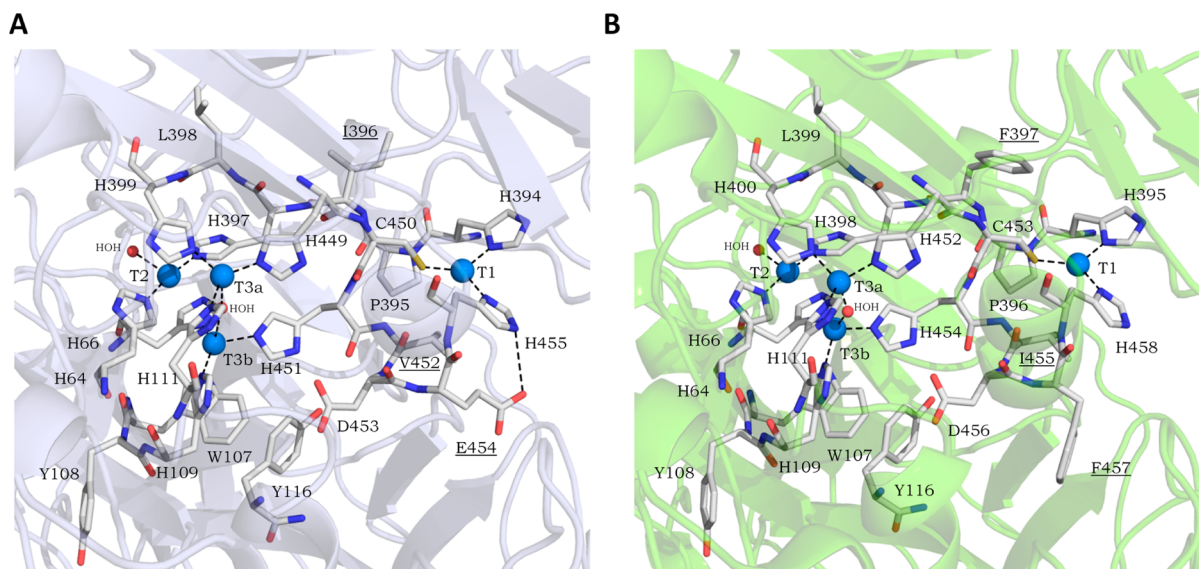 A
L398
I396
H399
H394
H397
C450
HOH
H449
T2
T1
T3a
HOH
P395
H66
H455
T3b
H111
H451
V452
H64
D453
W107
E454
Y108
H109
Y116
B
L399
F397
H400
H395
H398
C453
HOH
H452
T2
T1
T3a
P396
HOH
H454
H66
T3b
H458
H111
I455
H64
D456
W107
H109
Y108
F457
Y116